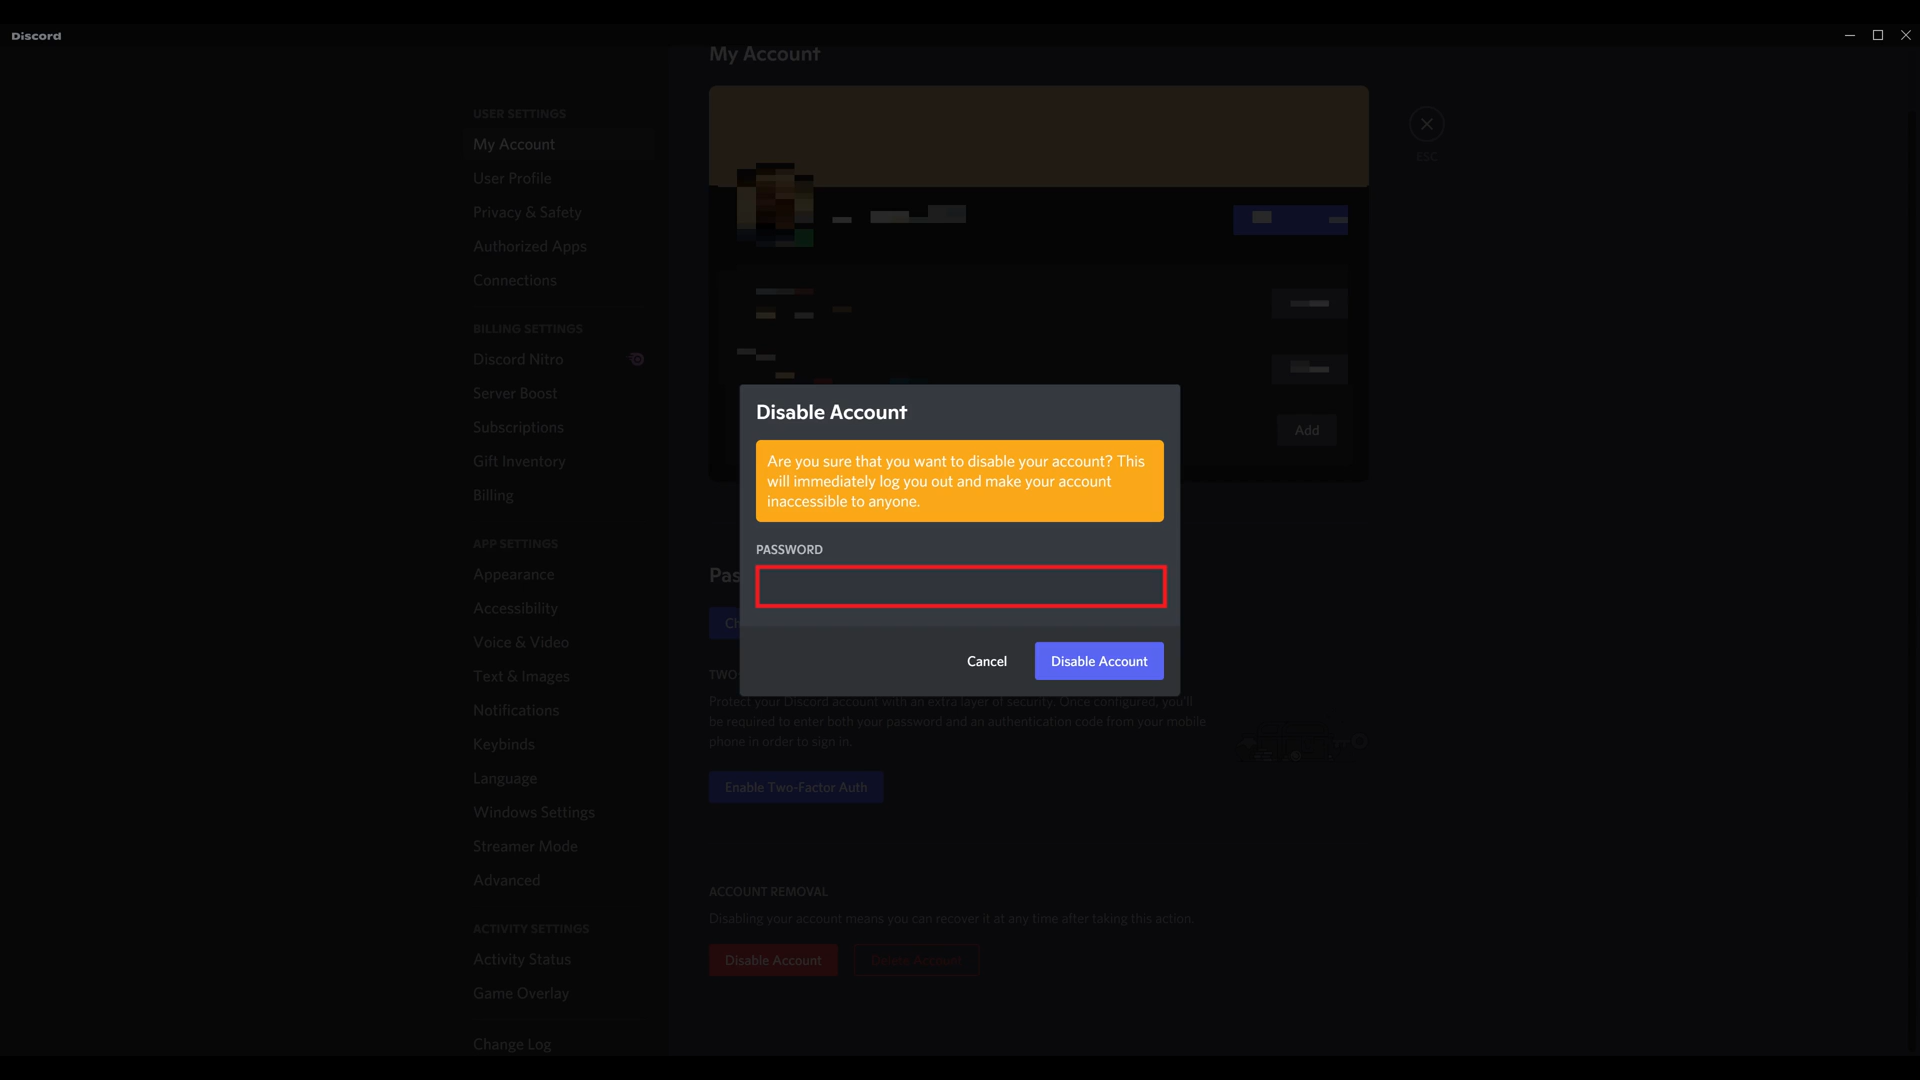 Discord
My Account
USER SETTINGS
My Account
User Profile
Privacy & Safety
Authorized Apps
Connections
ESC
BILLING SETTINGS
Discord Nitro
Server Boost
Subscriptions
Gift Inventory
Billing
Add
Disable Account
Are you sure that you want to disable your account? This
will immediately log you out and make your account
inaccessible to anyone.
PASSWORD
Cancel
Disable Account
APP SETTINGS
Appearance
Accessibility
Voice & Video
Text & Images
Notifications
Keybinds
Language
Windows Settings
Streamer Mode
Advanced
Pas
Ch
TWO-
Protect your Discord account with an extra layer of security. Once configured, you'll
be required to enter both your password and an authentication code from your mobile
phone in order to sign in.
Enable Two-Factor Auth
ACCOUNT REMOVAL
Disabling your account means you can recover it at any time after taking this action.
Disable Account
Delete Account
ACTIVITY SETTINGS
Activity Status
Game Overlay
Change Log